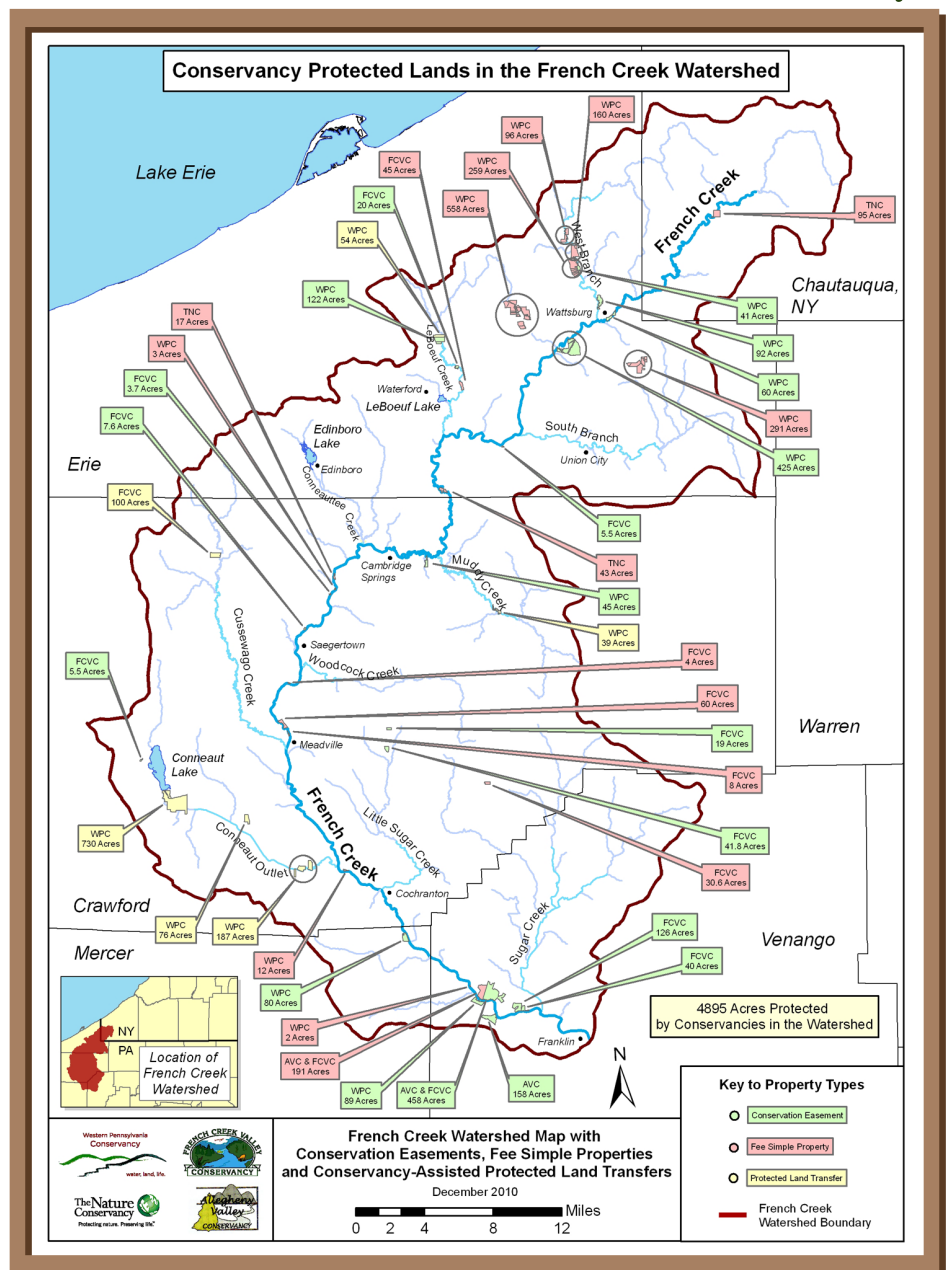 Conservancy Protected Lands in the French Creek Watershed
Lake Erie
WPC
160 Acres
WPC
96 Acres
WPC
259 Acres
WPC
558 Acres
FCVC
45 Acres
FCVC
20 Acres
WPC
54 Acres
WPC
122 Acres
TNC
95 Acres
French Creek
West Branch
Chautauqua,
NY
Wattsburg
WPC
41 Acres
WPC
92 Acres
WPC
60 Acres
WPC
291 Acres
WPC
425 Acres
TNC
17 Acres
WPC
3 Acres
FCVC
3.7 Acres
FCVC
7.6 Acres
LeBoeuf Creek
Waterford
LeBoeuf Lake
Edinboro
Lake
Edinboro
Conneauttee Creek
South Branch
Union City
Erie
FCVC
100 Acres
FCVC
5.5 Acres
TNC
43 Acres
Cambridge
Springs
Muddy Creek
WPC
45 Acres
WPC
39 Acres
Cussewago Creek
Saegertown
Woodcock Creek
FCVC
4 Acres
FCVC
5.5 Acres
FCVC
60 Acres
FCVC
19 Acres
Warren
Meadville
Conneaut
Lake
FCVC
8 Acres
French Creek
Little Sugar Creek
FCVC
41.8 Acres
FCVC
30.6 Acres
WPC
730 Acres
Conneaut Outlet
Cochranton
Sugar Creek
Crawford
WPC
76 Acres
WPC
187 Acres
FCVC
126 Acres
Mercer
Venango
WPC
12 Acres
FCVC
40 Acres
WPC
80 Acres
WPC
2 Acres
AVC & FCVC
191 Acres
WPC
89 Acres
AVC & FCVC
458 Acres
AVC
158 Acres
Franklin
N
4895 Acres Protected
by Conservancies in the Watershed
NY
PA
Location of
French Creek
Watershed
Key to Property Types
Conservation Easement
Fee Simple Property
Protected Land Transfer
French Creek
Watershed Boundary
Western Pennsylvania
Conservancy
water, land, life.
FRENCH CREEK VALLEY
CONSERVANCY
The Nature
Conservancy
Protecting nature. Preserving life.™
Allegheny
Valley
CONSERVANCY
French Creek Watershed Map with
Conservation Easements, Fee Simple Properties
and Conservancy-Assisted Protected Land Transfers
December 2010
Miles
0 2 4 8 12